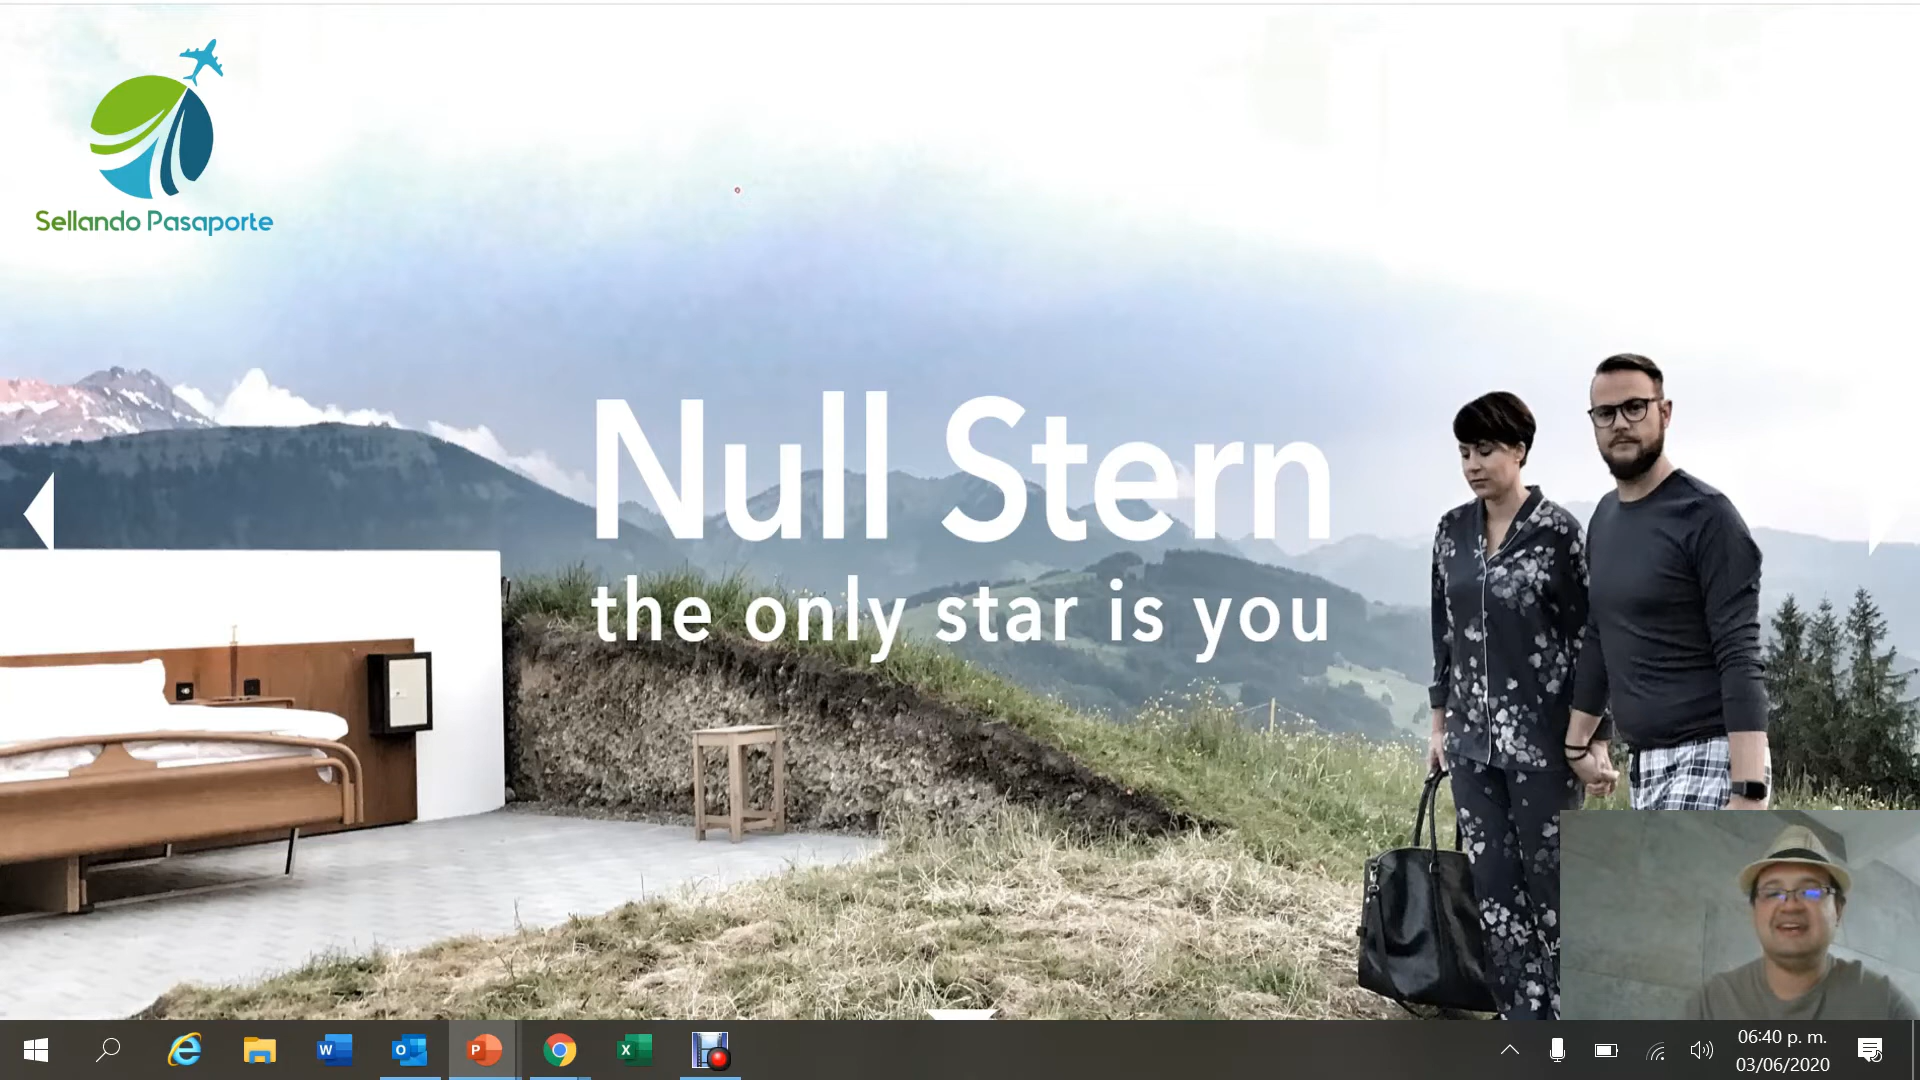 Sellando Pasaporte
Null Stern
the only star is you
06:40 p. m.
03/06/2020